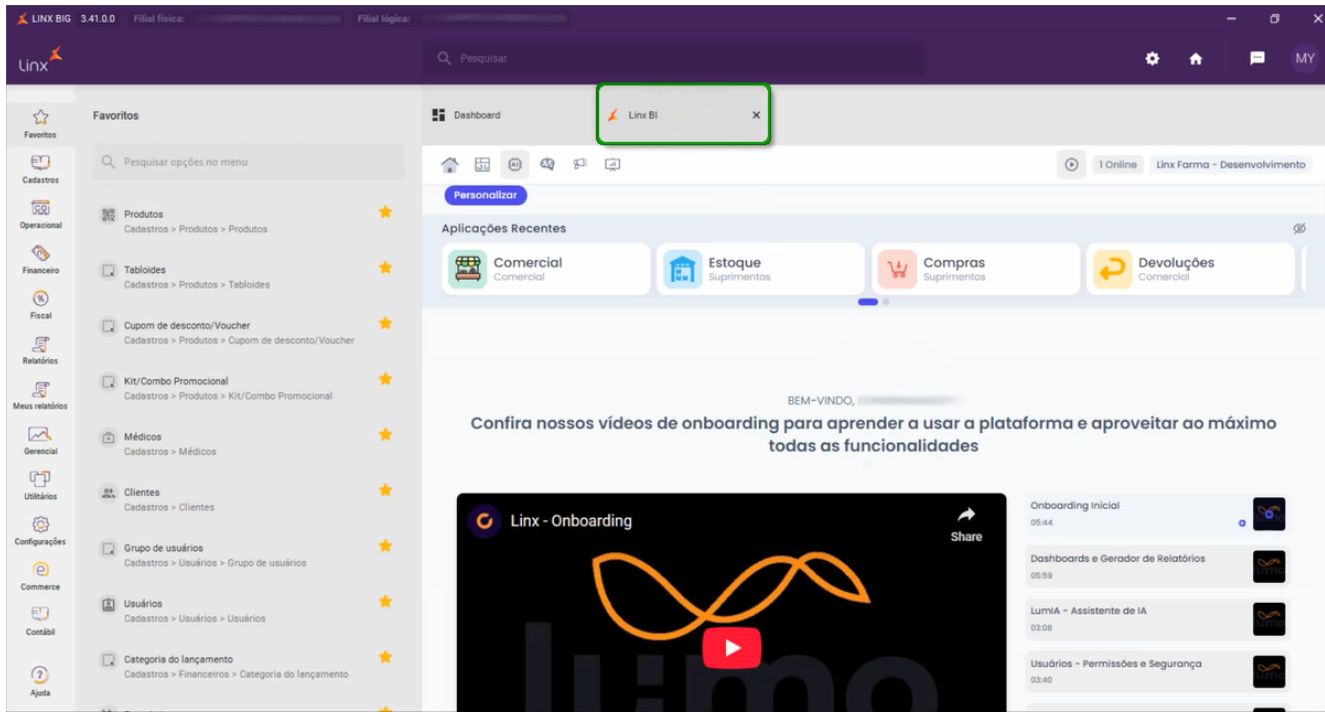 LINX BIG 3.41.0.0 Filial física: Filial lógica:
Linx
Pesquisar
MY
Favoritos
Cadastros
Operacional
Financeiro
Fiscal
Relatórios
Meus relatórios
Gerencial
Utilitários
Configurações
Commerce
Contábil
Ajuda
Favoritos
Pesquisar opções no menu
Produtos
Cadastros > Produtos > Produtos
Tabloides
Cadastros > Produtos > Tabloides
Cupom de desconto/Voucher
Cadastros > Produtos > Cupom de desconto/Voucher
Kit/Combo Promocional
Cadastros > Produtos > Kit/Combo Promocional
Médicos
Cadastros > Médicos
Clientes
Cadastros > Clientes
Grupo de usuários
Cadastros > Usuários > Grupo de usuários
Usuários
Cadastros > Usuários > Usuários
Categoria do lançamento
Cadastros > Financeiros > Categoria do lançamento
Dashboard
Linx BI
1 Online
Linx Farma - Desenvolvimento
Personalizar
Aplicações Recentes
Comercial
Comercial
Estoque
Suprimentos
Compras
Suprimentos
Devoluções
Comercial
BEM-VINDO,
Confira nossos vídeos de onboarding para aprender a usar a plataforma e aproveitar ao máximo
todas as funcionalidades
Linx - Onboarding
Share
lumo
Onboarding Inicial
05:44
Dashboards e Gerador de Relatórios
05:59
LumIA - Assistente de IA
03:08
Usuários - Permissões e Segurança
03:40